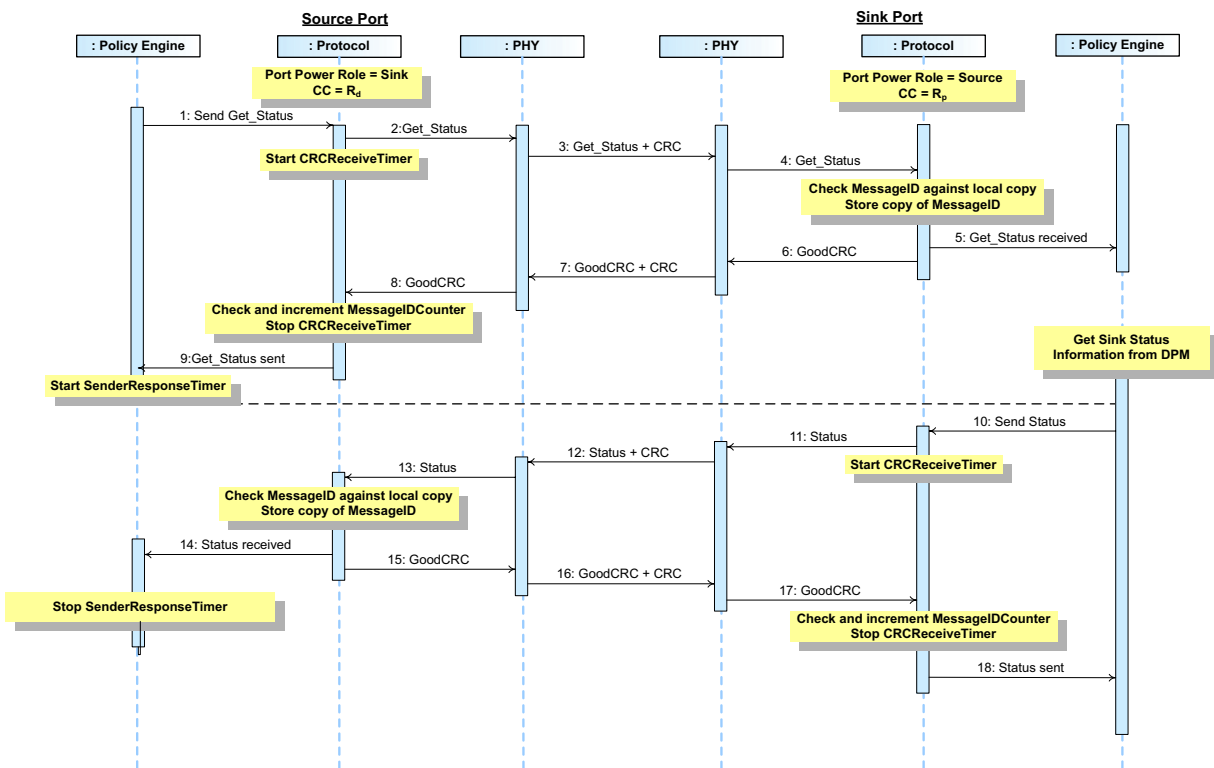 Source Port
Sink Port
: Policy Engine
: Protocol
: PHY
: PHY
: Protocol
: Policy Engine
Port Power Role = Sink
CC = Rd
Port Power Role = Source
CC = Rp
1: Send Get_Status
2:Get_Status
Start CRCReceiveTimer
3: Get_Status + CRC
4: Get_Status
Check MessageID against local copy
Store copy of MessageID
5: Get_Status received
6: GoodCRC
7: GoodCRC + CRC
8: GoodCRC
Check and increment MessageIDCounter
Stop CRCReceiveTimer
9:Get_Status sent
Start SenderResponseTimer
Get Sink Status
Information from DPM
10: Send Status
11: Status
Start CRCReceiveTimer
12: Status + CRC
13: Status
Check MessageID against local copy
Store copy of MessageID
14: Status received
15: GoodCRC
16: GoodCRC + CRC
17: GoodCRC
Stop SenderResponseTimer
Check and increment MessageIDCounter
Stop CRCReceiveTimer
18: Status sent